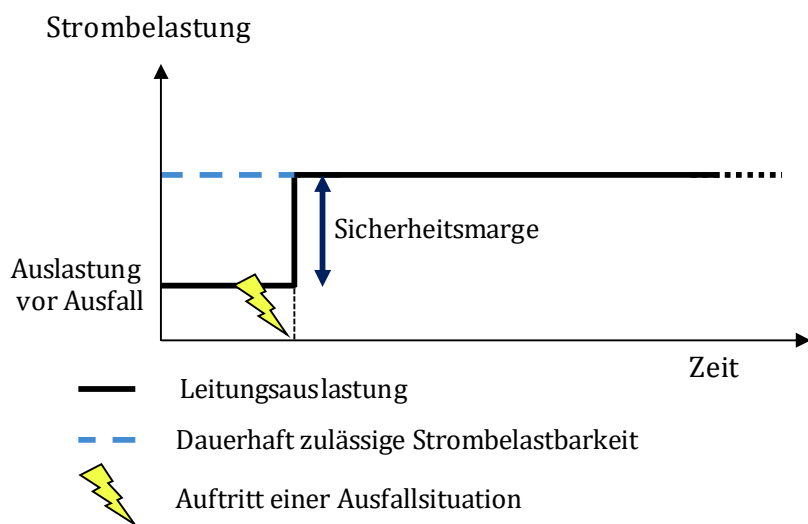 Strombelastung
Sicherheitsmarge
Auslastung
vor Ausfall
Zeit
Leitungsauslastung
Dauerhaft zulässige Strombelastbarkeit
Auftritt einer Ausfallsituation